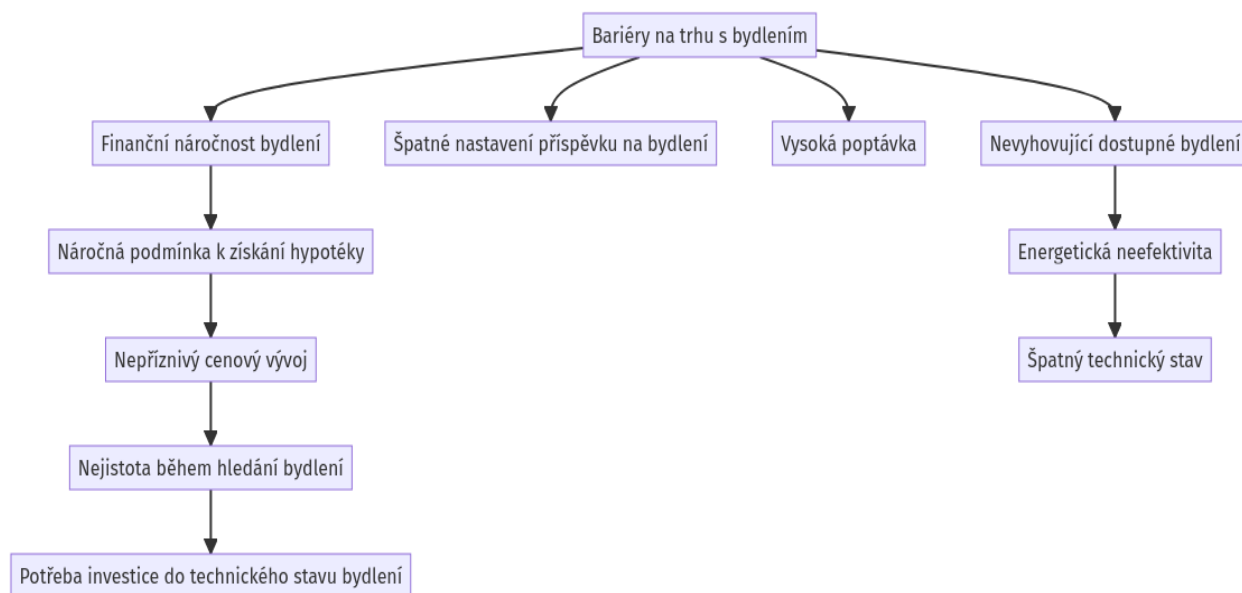 Bariéry na trhu s bydlením
Finanční náročnost bydlení
Špatné nastavení příspěvku na bydlení
Vysoká poptávka
Nevyhovující dostupné bydlení
Náročná podmínka k získání hypotéky
Energetická neefektivita
Nepříznivý cenový vývoj
Špatný technický stav
Nejistota během hledání bydlení
Potřeba investice do technického stavu bydlení